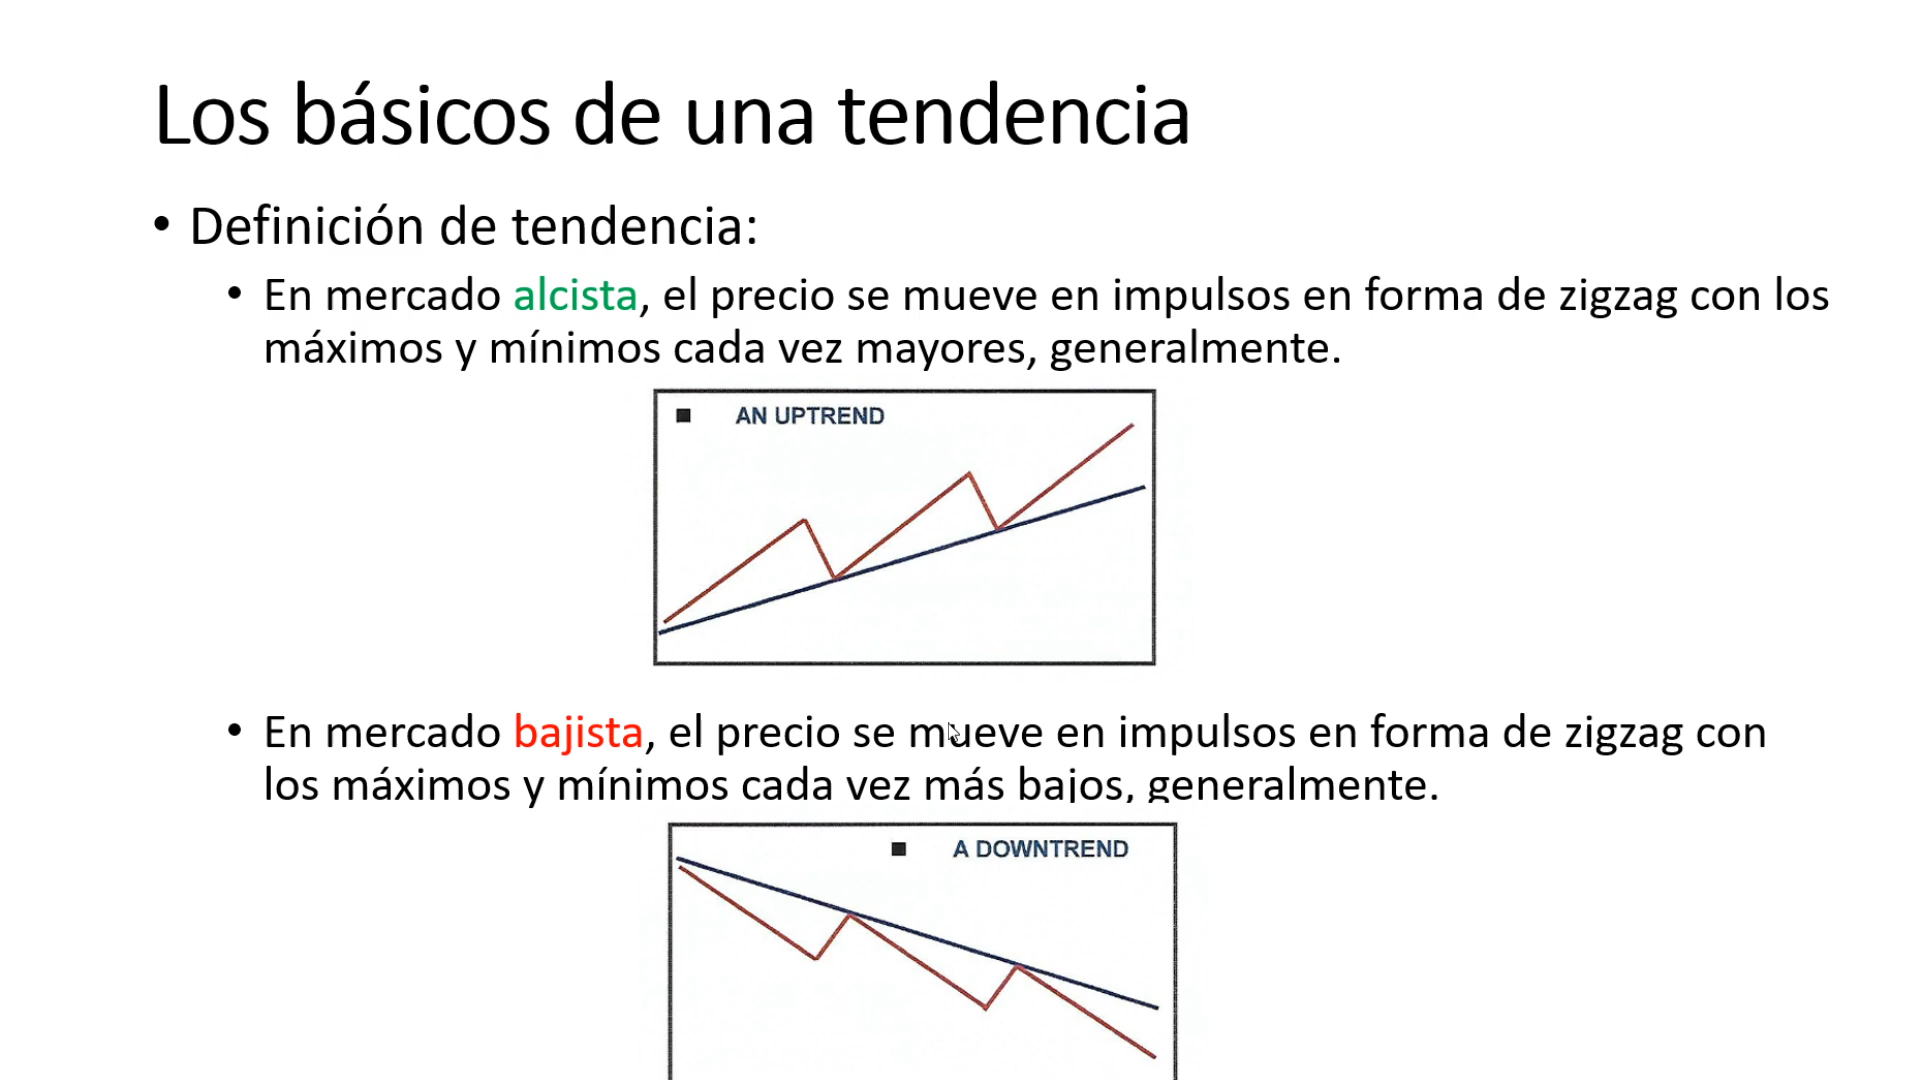 Los básicos de una tendencia
• Definición de tendencia:
• En mercado alcista, el precio se mueve en impulsos en forma de zigzag con los
máximos y mínimos cada vez mayores, generalmente.
■ AN UPTREND
• En mercado bajista, el precio se mueve en impulsos en forma de zigzag con
los máximos y mínimos cada vez más bajos, generalmente.
■ A DOWNTREND